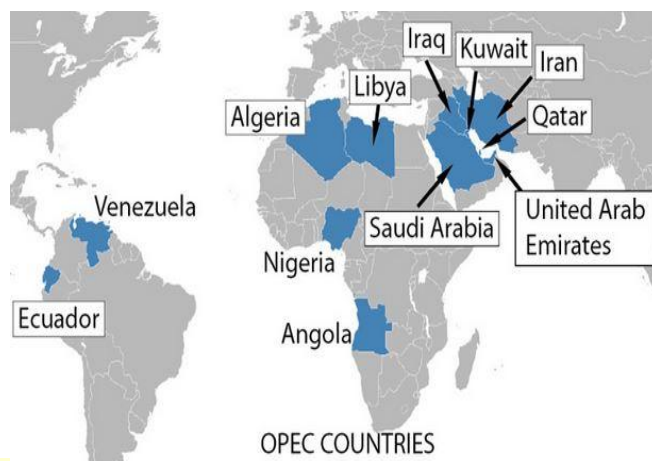 Iraq
Kuwait
Iran
Libya
Algeria
Qatar
Venezuela
Saudi Arabia
United Arab
Emirates
Nigeria
Ecuador
Angola
OPEC COUNTRIES